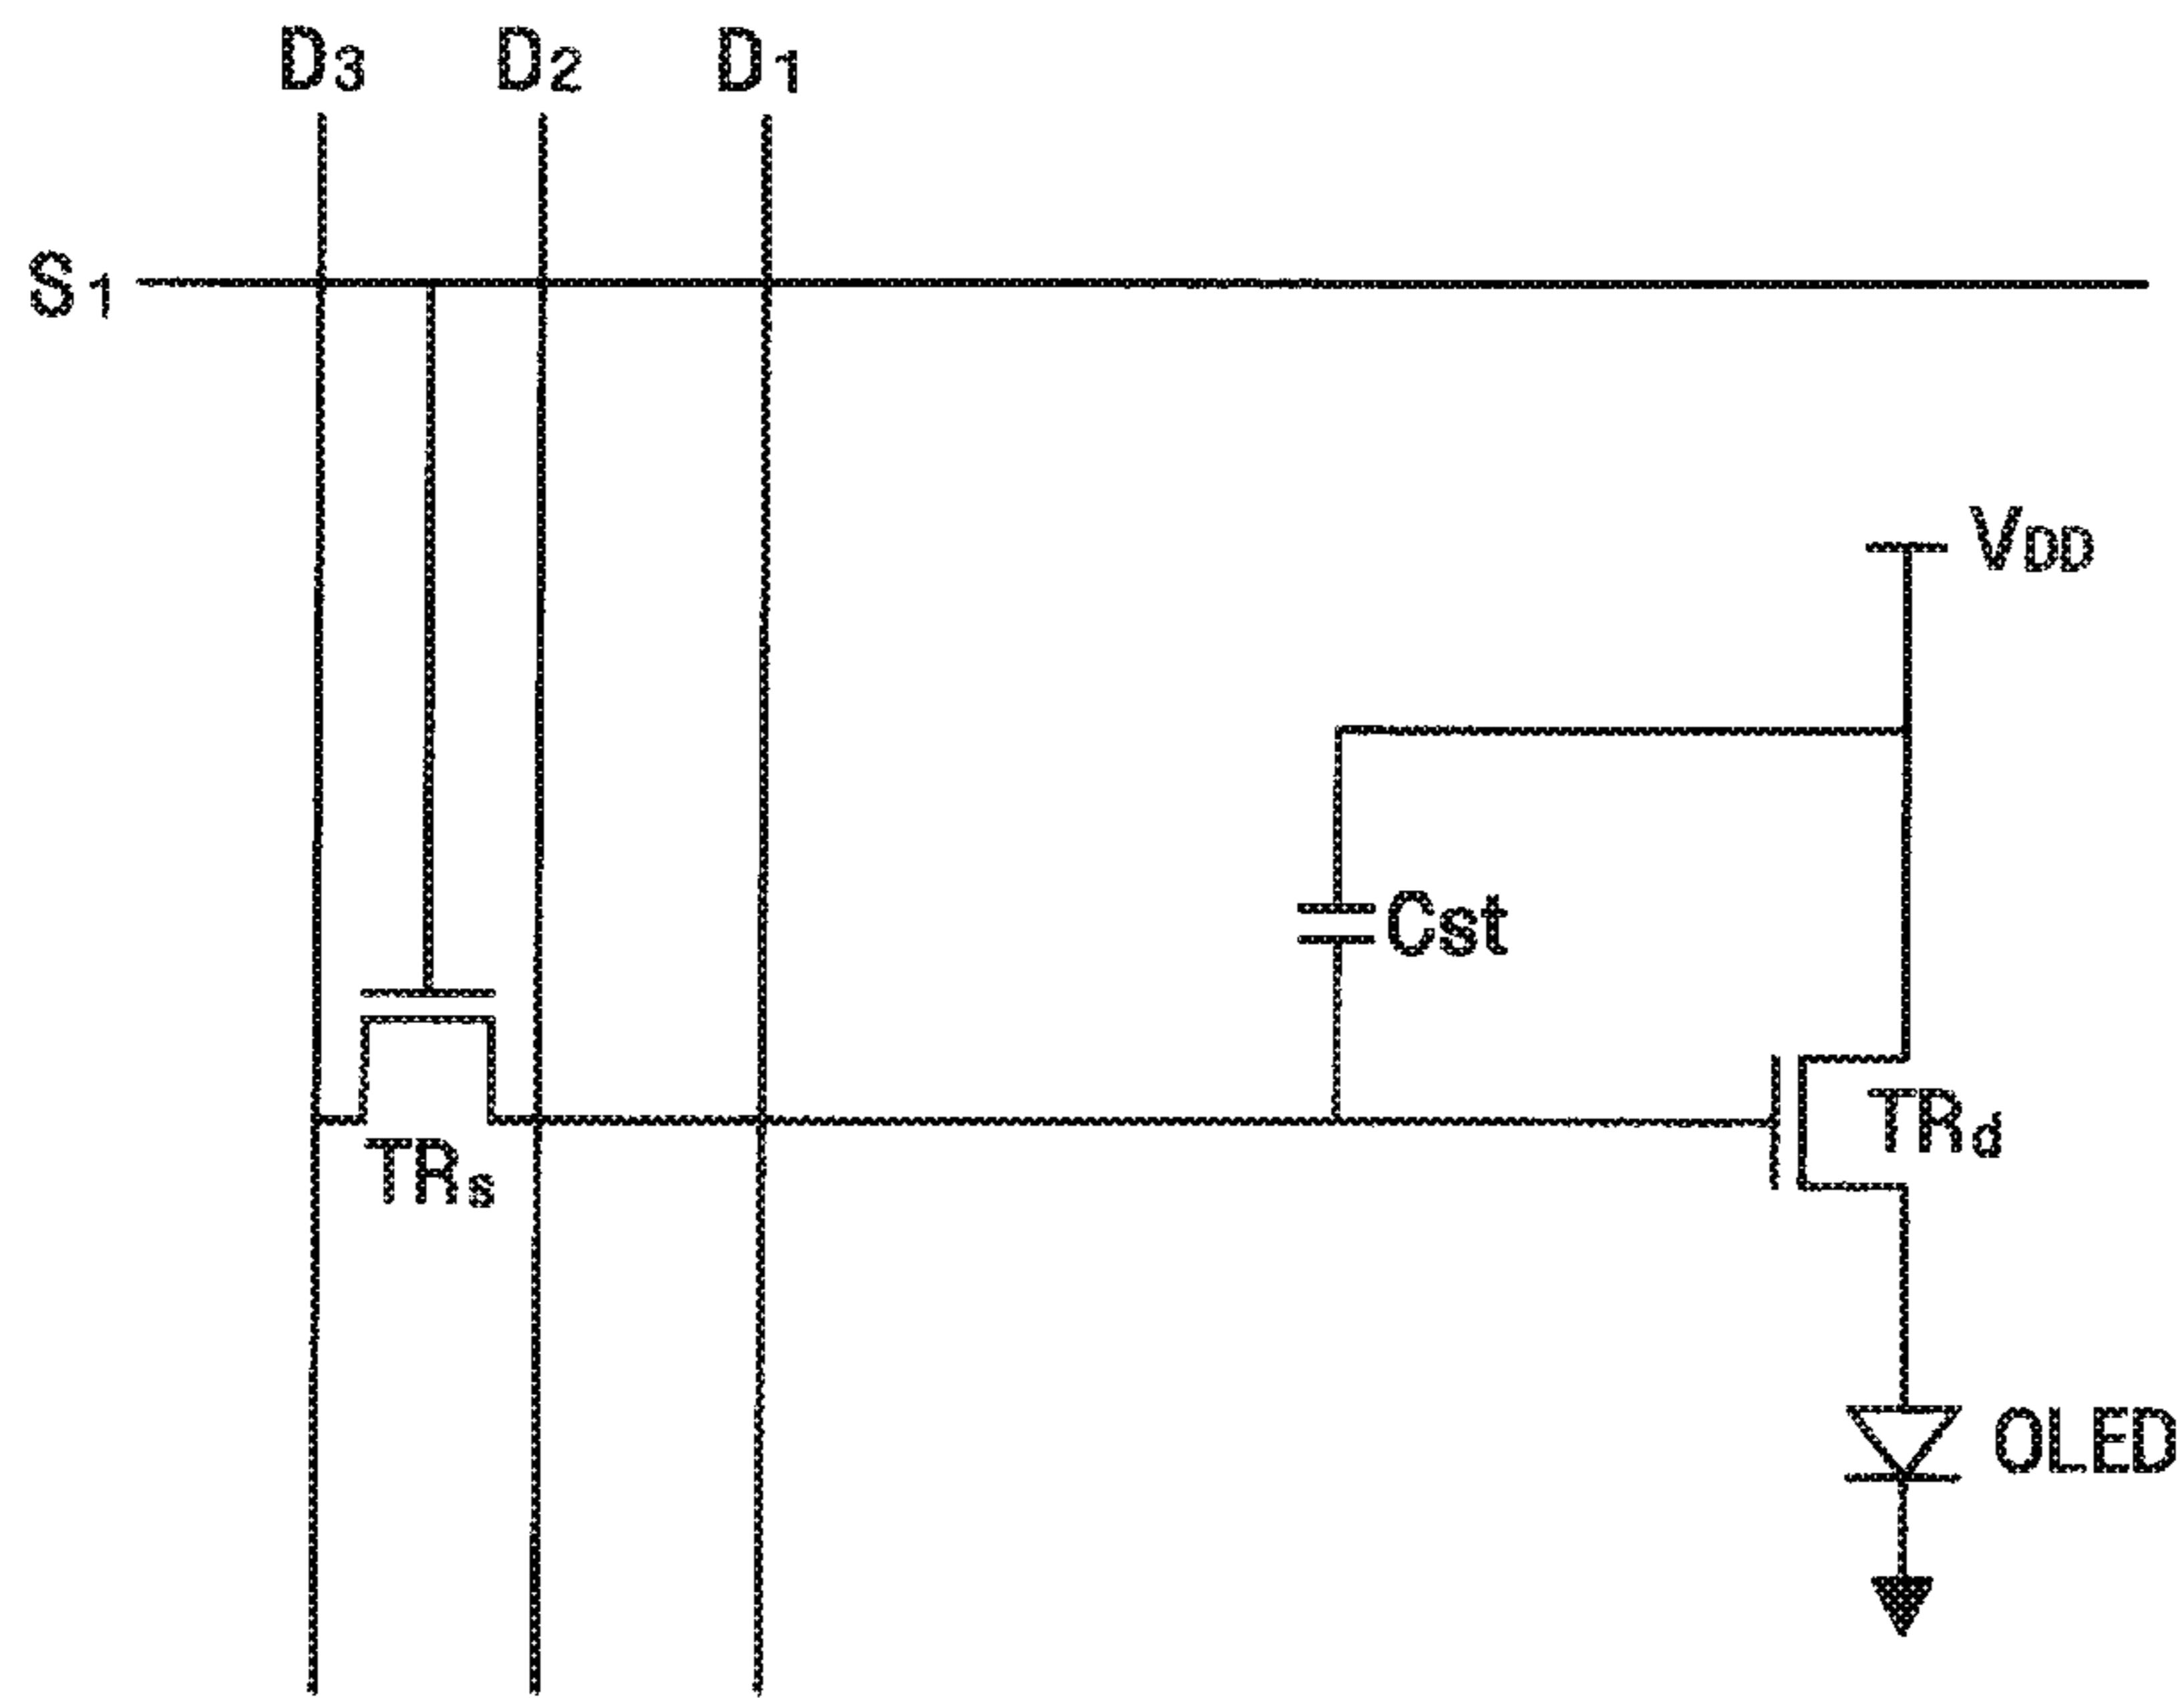 D3 D2 D1
S1
VDD
Cst
TRd
TRs
OLED